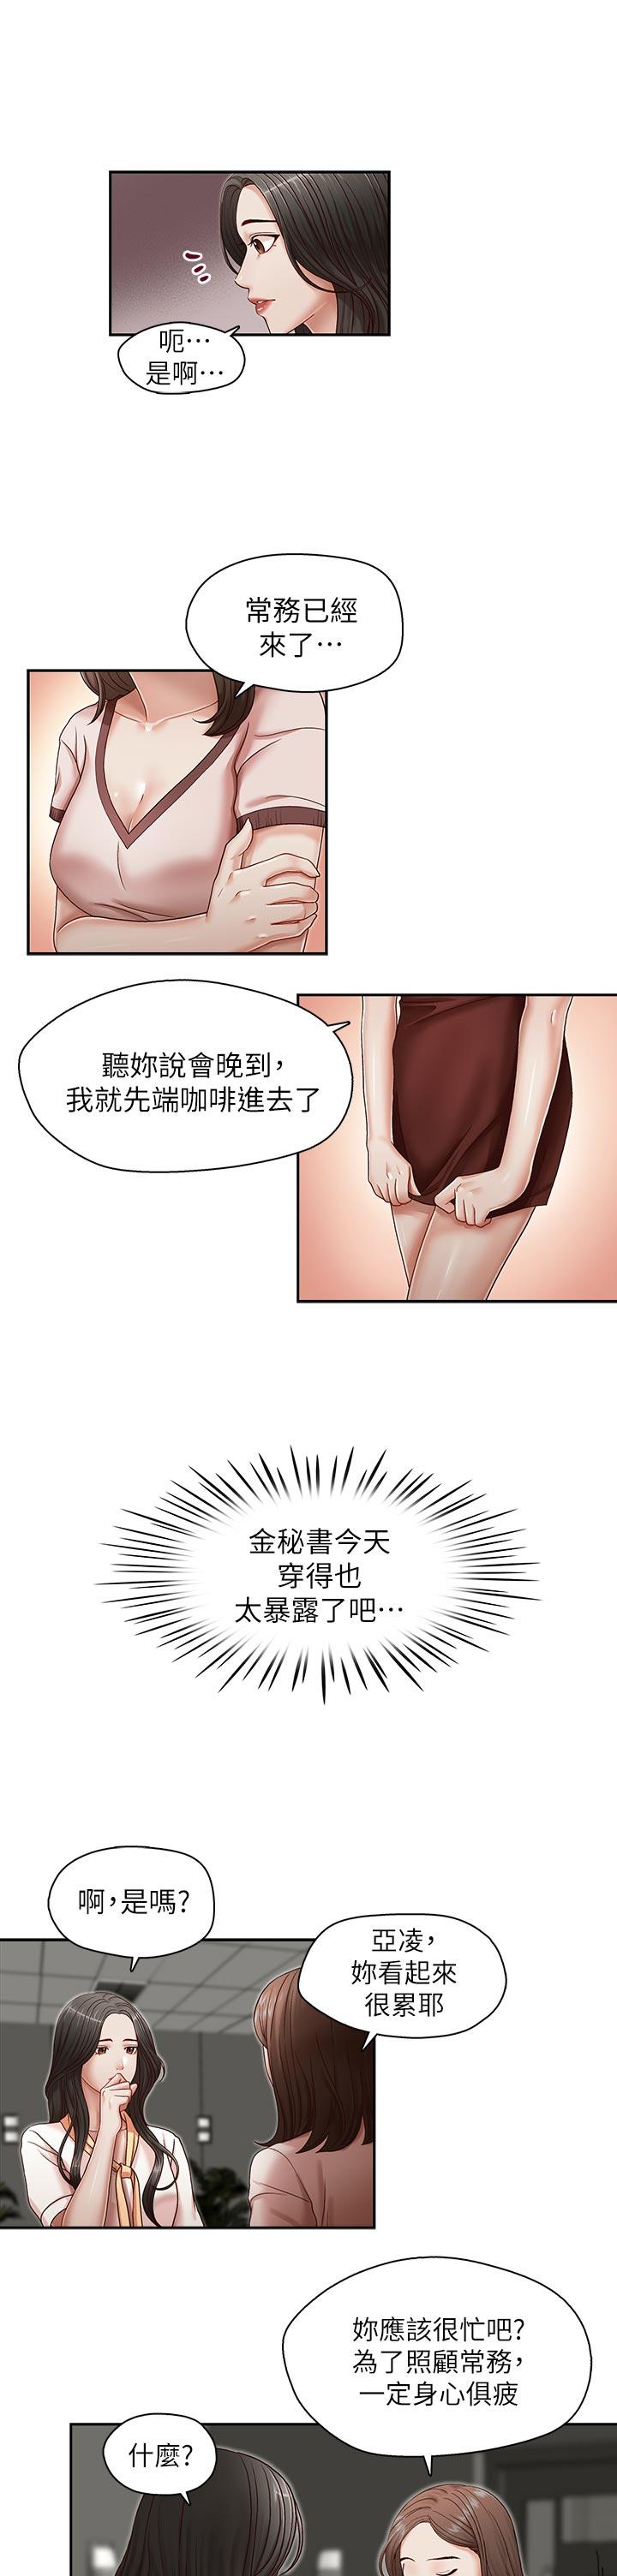 呃…
是啊…
常務已經
來了…
聽妳說會晚到，
我就先端咖啡進去了
金秘書今天
穿得也
太暴露了吧…
啊，是嗎？
亞凌，
妳看起來
很累耶
妳應該很忙吧？
為了照顧常務，
一定身心俱疲
什麼？